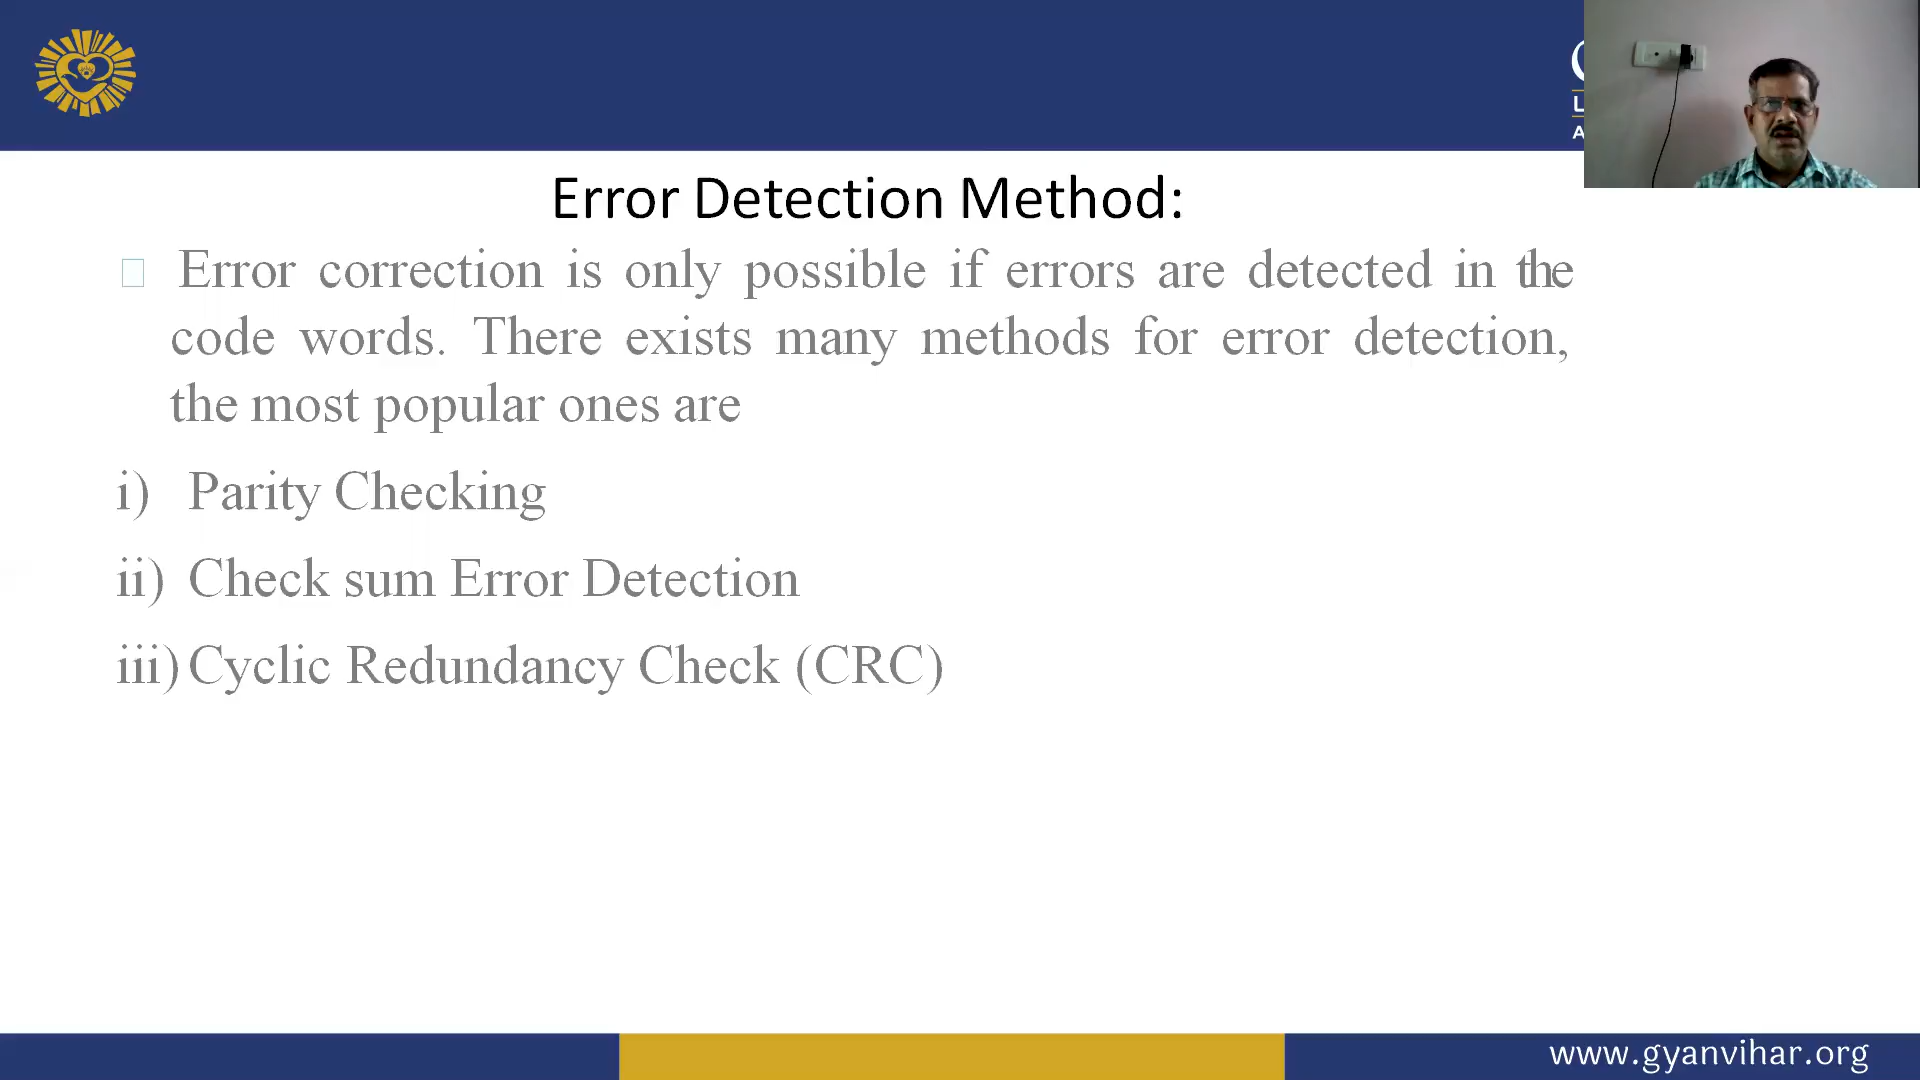 Error Detection Method:
Error correction is only possible if errors are detected in the
code words. There exists many methods for error detection,
the most popular ones are
i) Parity Checking
ii) Check sum Error Detection
iii) Cyclic Redundancy Check (CRC)
www.gyanvihar.org